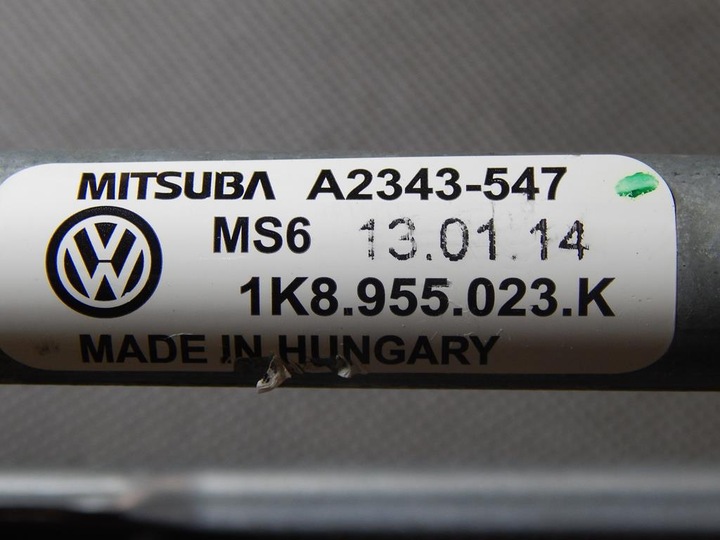 MITSUBA A2343-547
MS6 13.01.14
1K8.955.023.K
MADE IN HUNGARY